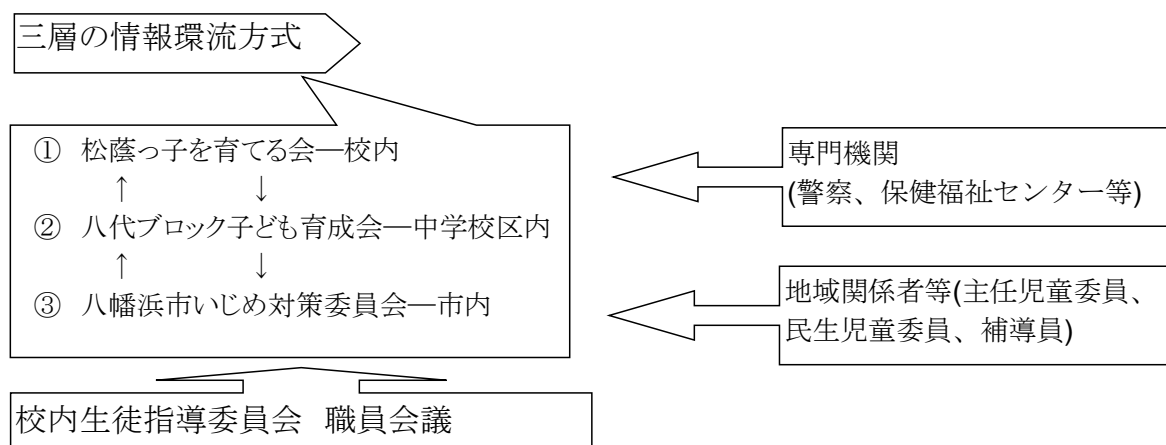 三層の情報環流方式
① 松蔭っ子を育てる会―校内
↑ ↓
② 八代ブロック子ども育成会―中学校区内
↑ ↓
③ 八幡浜市いじめ対策委員会―市内
専門機関
(警察、保健福祉センター等)
地域関係者等(主任児童委員、
民生児童委員、補導員)
校内生徒指導委員会 職員会議